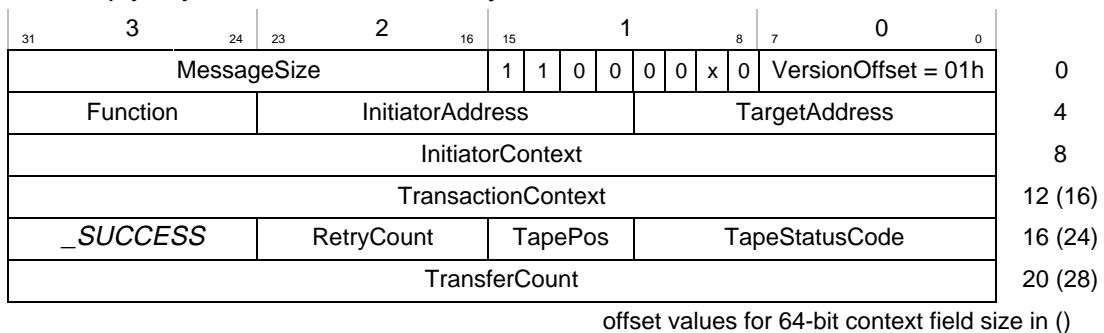 3 2 1 0
31 24 23 16 15 8 7 0
MessageSize 1 1 0 0 0 0 x 0 VersionOffset = 01h 0
Function InitiatorAddress TargetAddress 4
InitiatorContext 8
TransactionContext 12 (16)
_SUCCESS RetryCount TapePos TapeStatusCode 16 (24)
TransferCount 20 (28)
offset values for 64-bit context field size in ()